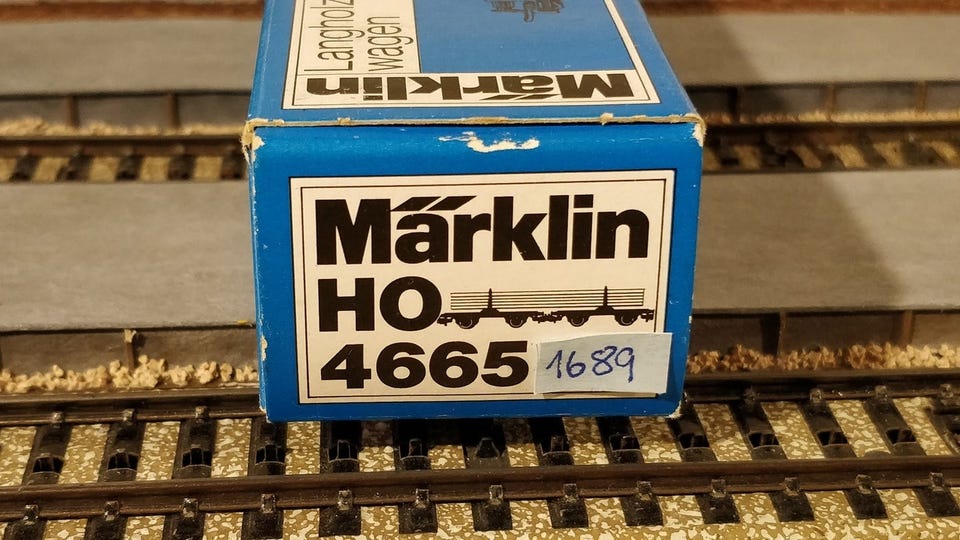 Langholz
wagen
Märklin
Märklin
HO
4665
1689